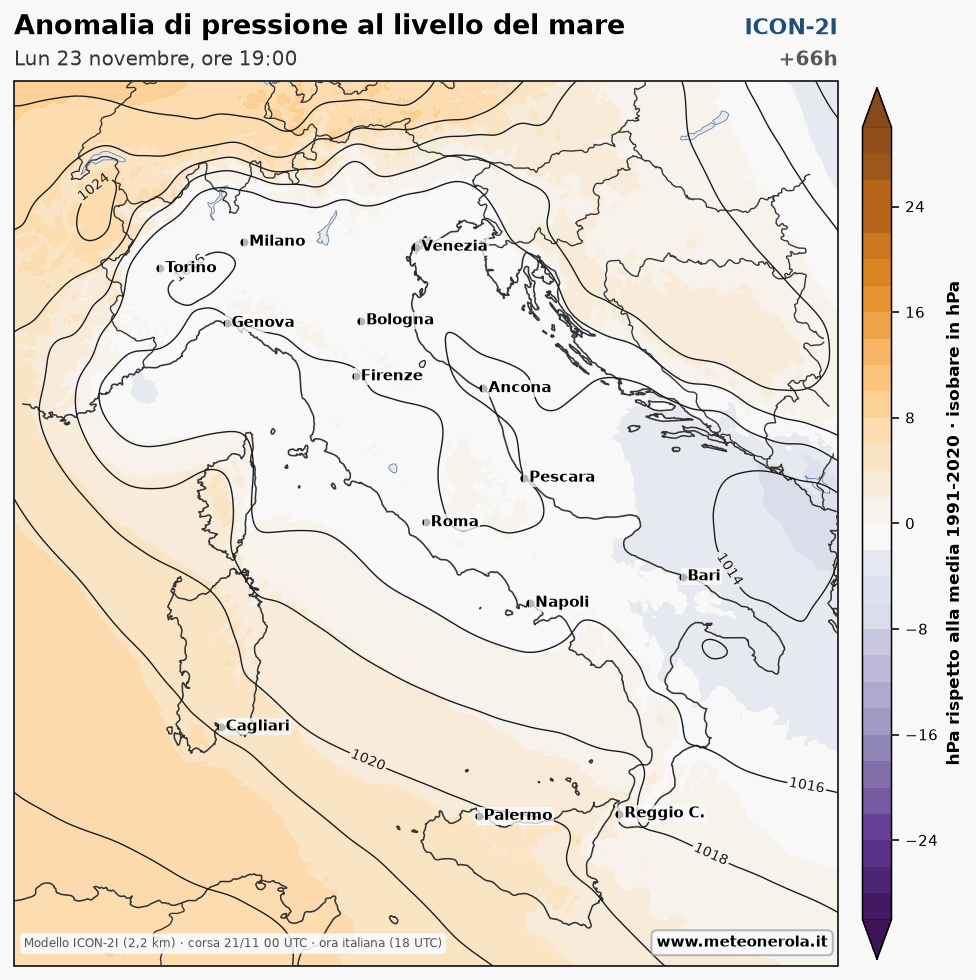 Anomalia di pressione al livello del mare
ICON-2I
Lun 23 novembre, ore 19:00
+66h
1024
Milano
Venezia
Torino
Genova
Bologna
Firenze
Ancona
Pescara
Roma
1014
Bari
Napoli
Cagliari
1020
1016
Palermo
Reggio C.
1018
24
16
8
0
−8
−16
−24
hPa rispetto alla media 1991-2020 · isobare in hPa
Modello ICON-2I (2,2 km) · corsa 21/11 00 UTC · ora italiana (18 UTC)
www.meteonerola.it